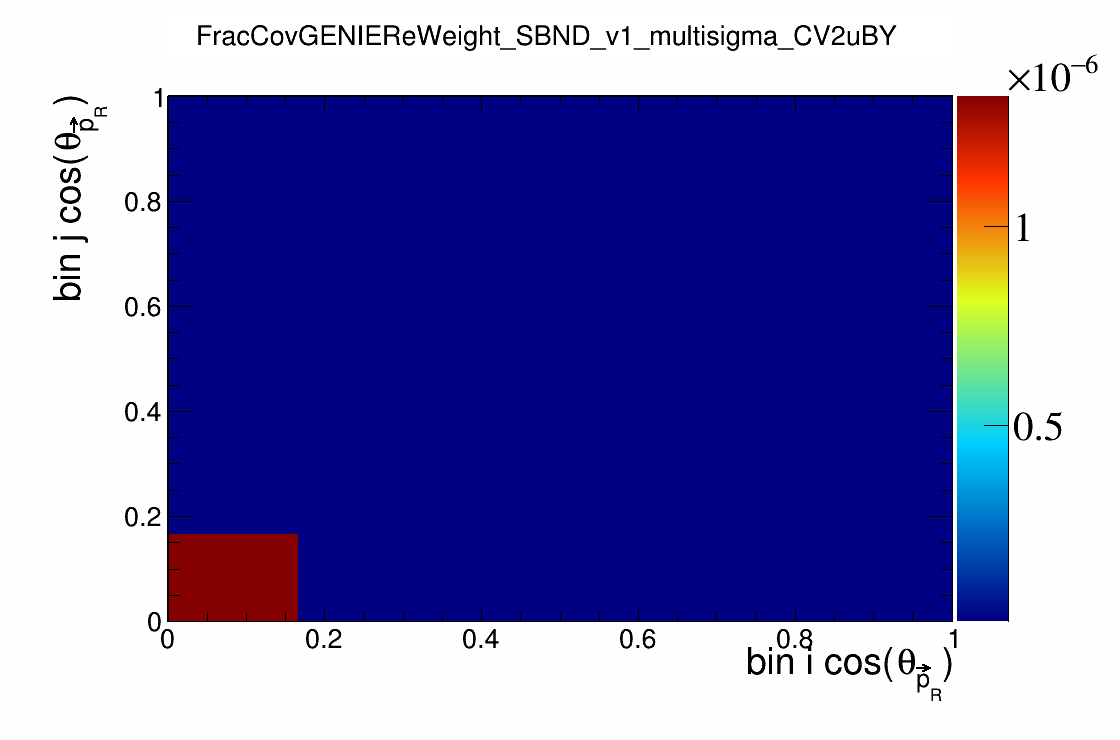 FracCovGENIEReWeight_SBND_v1_multisigma_CV2uBY
×10⁻⁶
bin j cos(θ_p⃗_R)
1
0.8
0.6
0.4
0.2
0
0 0.2 0.4 0.6 0.8 1
bin i cos(θ_p⃗_R)
1
0.5